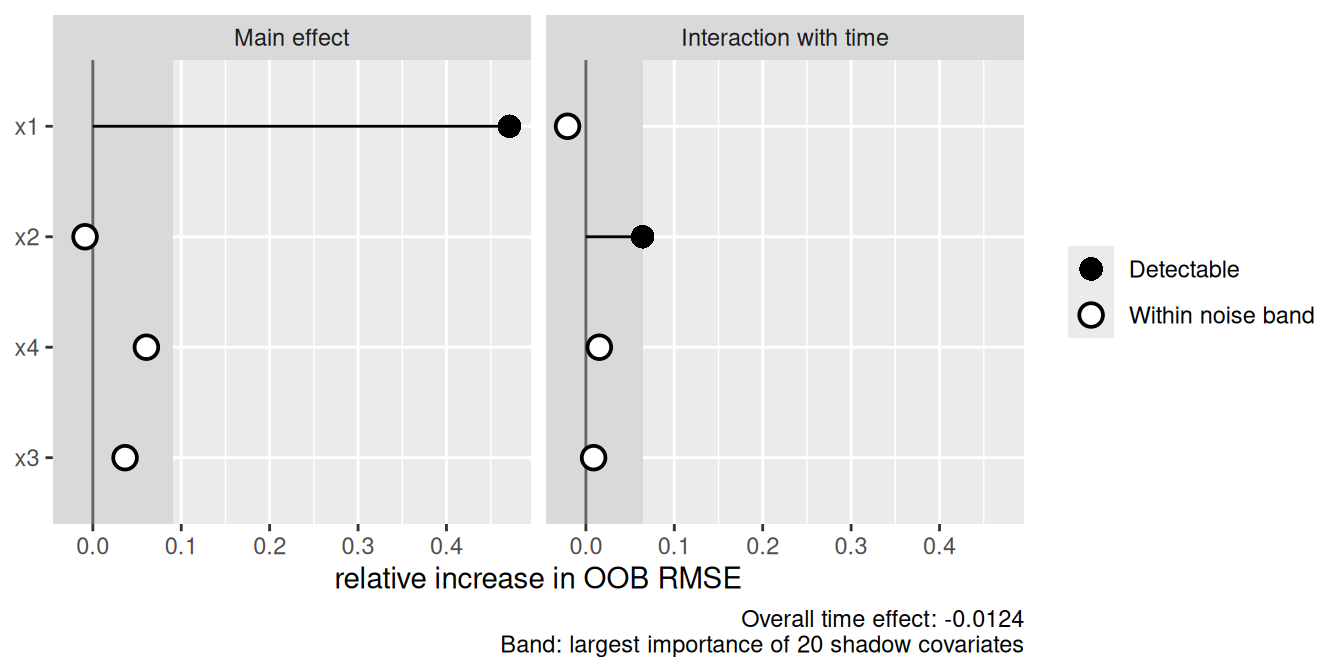 Main effect
Interaction with time
x1
x2
x4
x3
0.0 0.1 0.2 0.3 0.4
0.0 0.1 0.2 0.3 0.4
relative increase in OOB RMSE
Detectable
Within noise band
Overall time effect: -0.0124
Band: largest importance of 20 shadow covariates